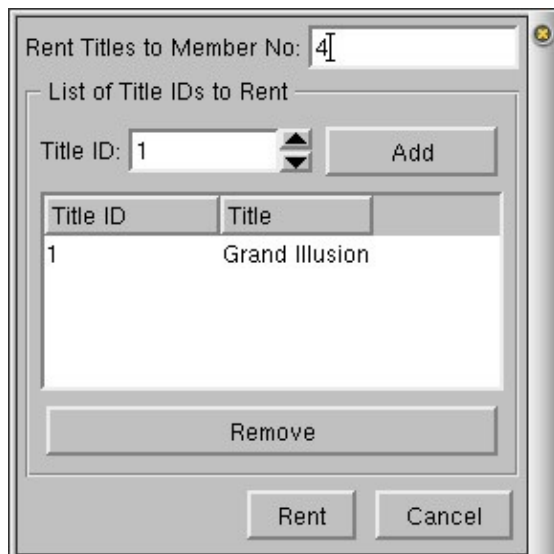 Rent Titles to Member No: 4
List of Title IDs to Rent
Title ID: 1 Add
Title ID Title
1 Grand Illusion
Remove
Rent Cancel